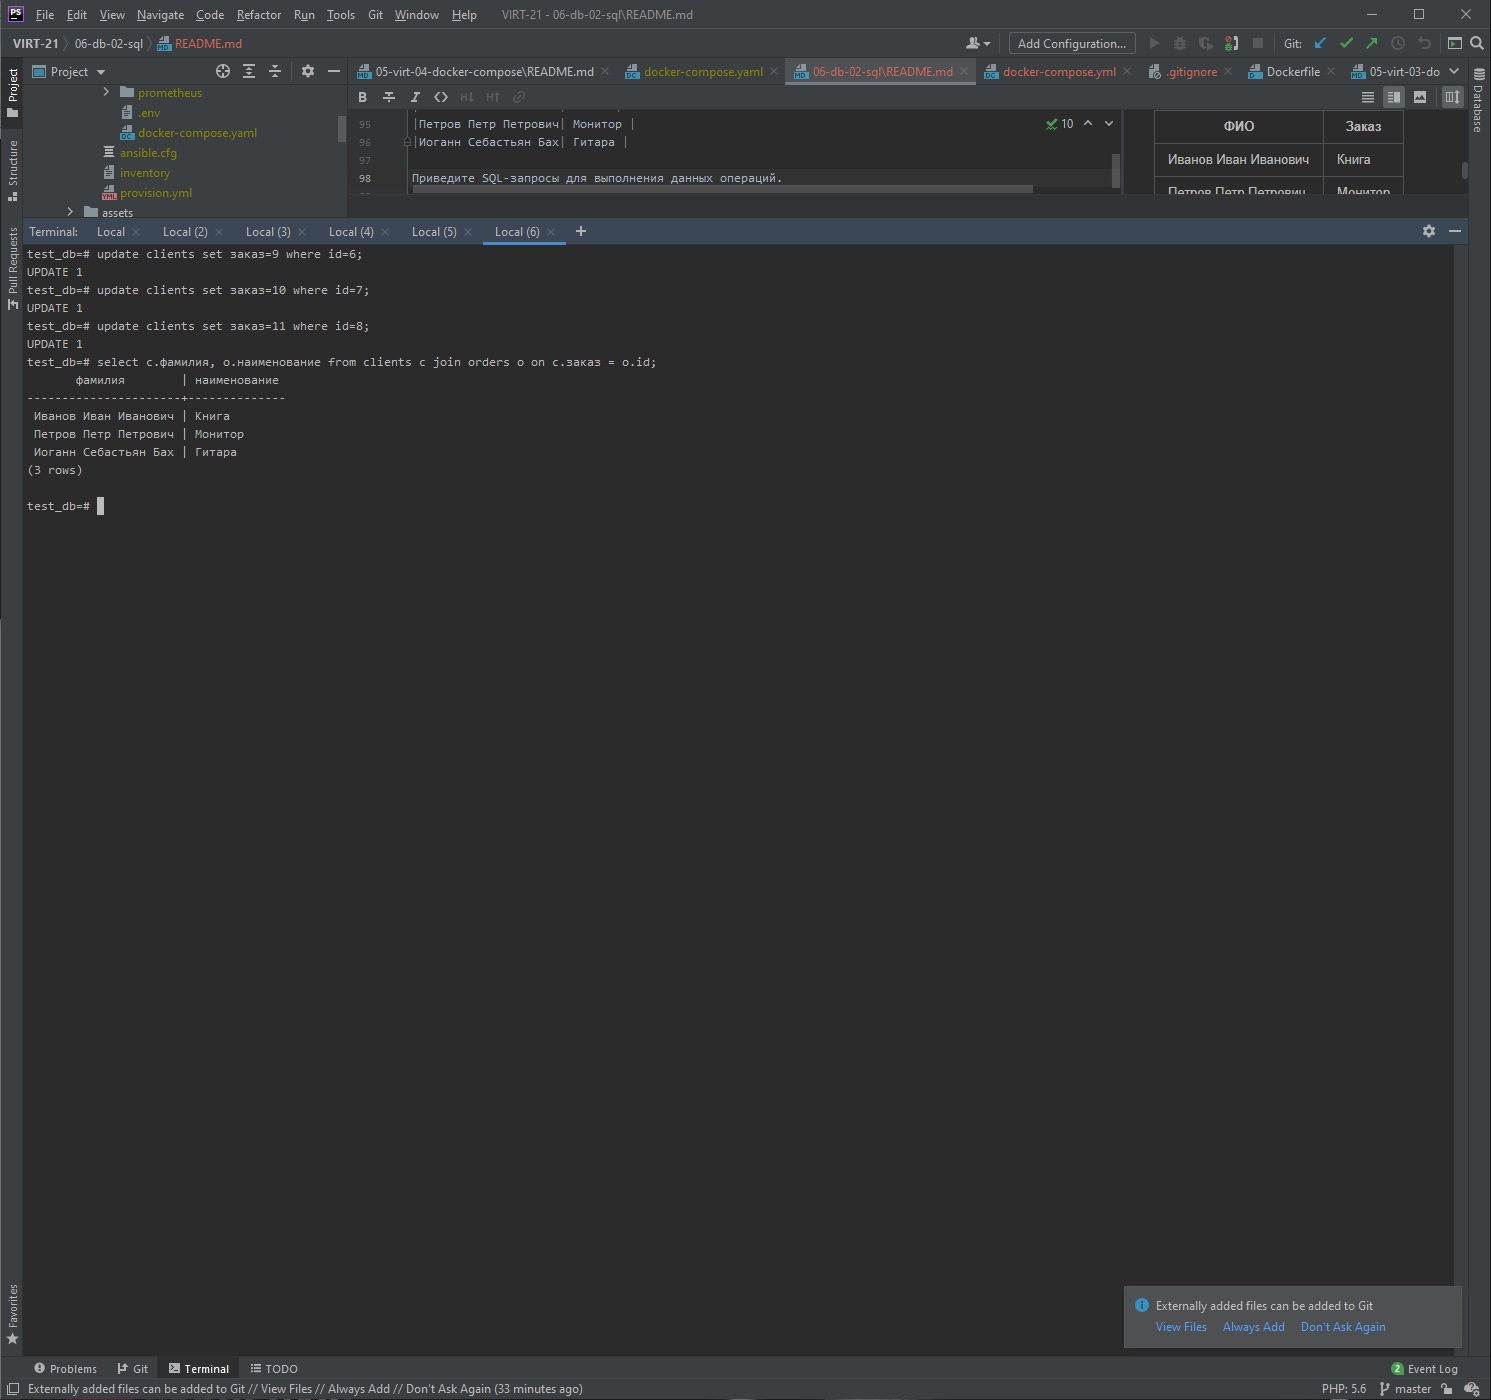 PS File Edit View Navigate Code Refactor Run Tools Git Window Help VIRT-21 - 06-db-02-sql\README.md
VIRT-21 06-db-02-sql README.md Add Configuration... Git:
Project 05-virt-04-docker-compose\README.md docker-compose.yaml 06-db-02-sql\README.md docker-compose.yml .gitignore Dockerfile 05-virt-03-do
Project
Structure
Pull Requests
Favorites
Database
prometheus
.env
docker-compose.yaml
ansible.cfg
inventory
provision.yml
assets
95 |Петров Петр Петрович| Монитор |
96 |Иоганн Себастьян Бах| Гитара |
97
98 Приведите SQL-запросы для выполнения данных операций.
10
ФИО Заказ
Иванов Иван Иванович Книга
Петров Петр Петрович Монитор
Terminal: Local Local (2) Local (3) Local (4) Local (5) Local (6) +
test_db=# update clients set заказ=9 where id=6;
UPDATE 1
test_db=# update clients set заказ=10 where id=7;
UPDATE 1
test_db=# update clients set заказ=11 where id=8;
UPDATE 1
test_db=# select c.фамилия, o.наименование from clients c join orders o on c.заказ = o.id;
фамилия | наименование
----------------------+--------------
Иванов Иван Иванович | Книга
Петров Петр Петрович | Монитор
Иоганн Себастьян Бах | Гитара
(3 rows)
test_db=#
Externally added files can be added to Git
View Files Always Add Don't Ask Again
Problems Git Terminal TODO 2 Event Log
Externally added files can be added to Git // View Files // Always Add // Don't Ask Again (33 minutes ago) PHP: 5.6 master